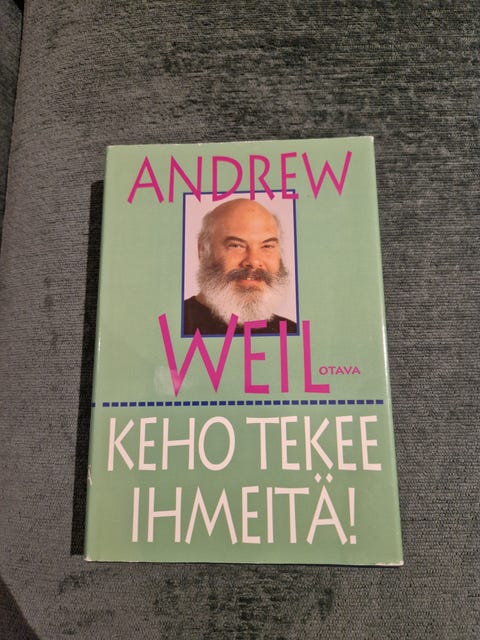 ANDREW
WEIL
OTAVA
KEHO TEKEE
IHMEITÄ!